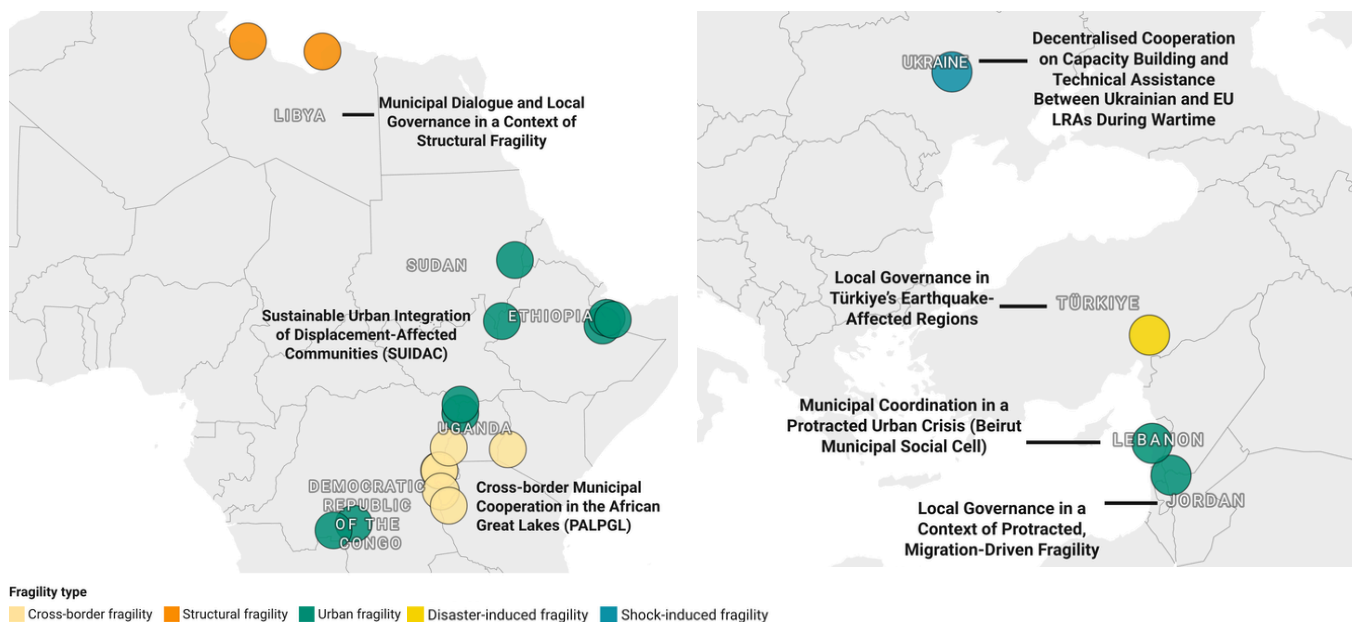 LIBYA
Municipal Dialogue and Local
Governance in a Context of
Structural Fragility
SUDAN
Sustainable Urban Integration
of Displacement-Affected
Communities (SUIDAC)
ETHIOPIA
UGANDA
DEMOCRATIC
REPUBLIC
OF THE
CONGO
Cross-border Municipal
Cooperation in the African
Great Lakes (PALPGL)
UKRAINE
Decentralised Cooperation
on Capacity Building and
Technical Assistance
Between Ukrainian and EU
LRAs During Wartime
Local Governance in
Türkiye's Earthquake-
Affected Regions
TÜRKIYE
Municipal Coordination in a
Protracted Urban Crisis (Beirut
Municipal Social Cell)
LEBANON
JORDAN
Local Governance in a
Context of Protracted,
Migration-Driven Fragility
Fragility type
Cross-border fragility Structural fragility Urban fragility Disaster-induced fragility Shock-induced fragility